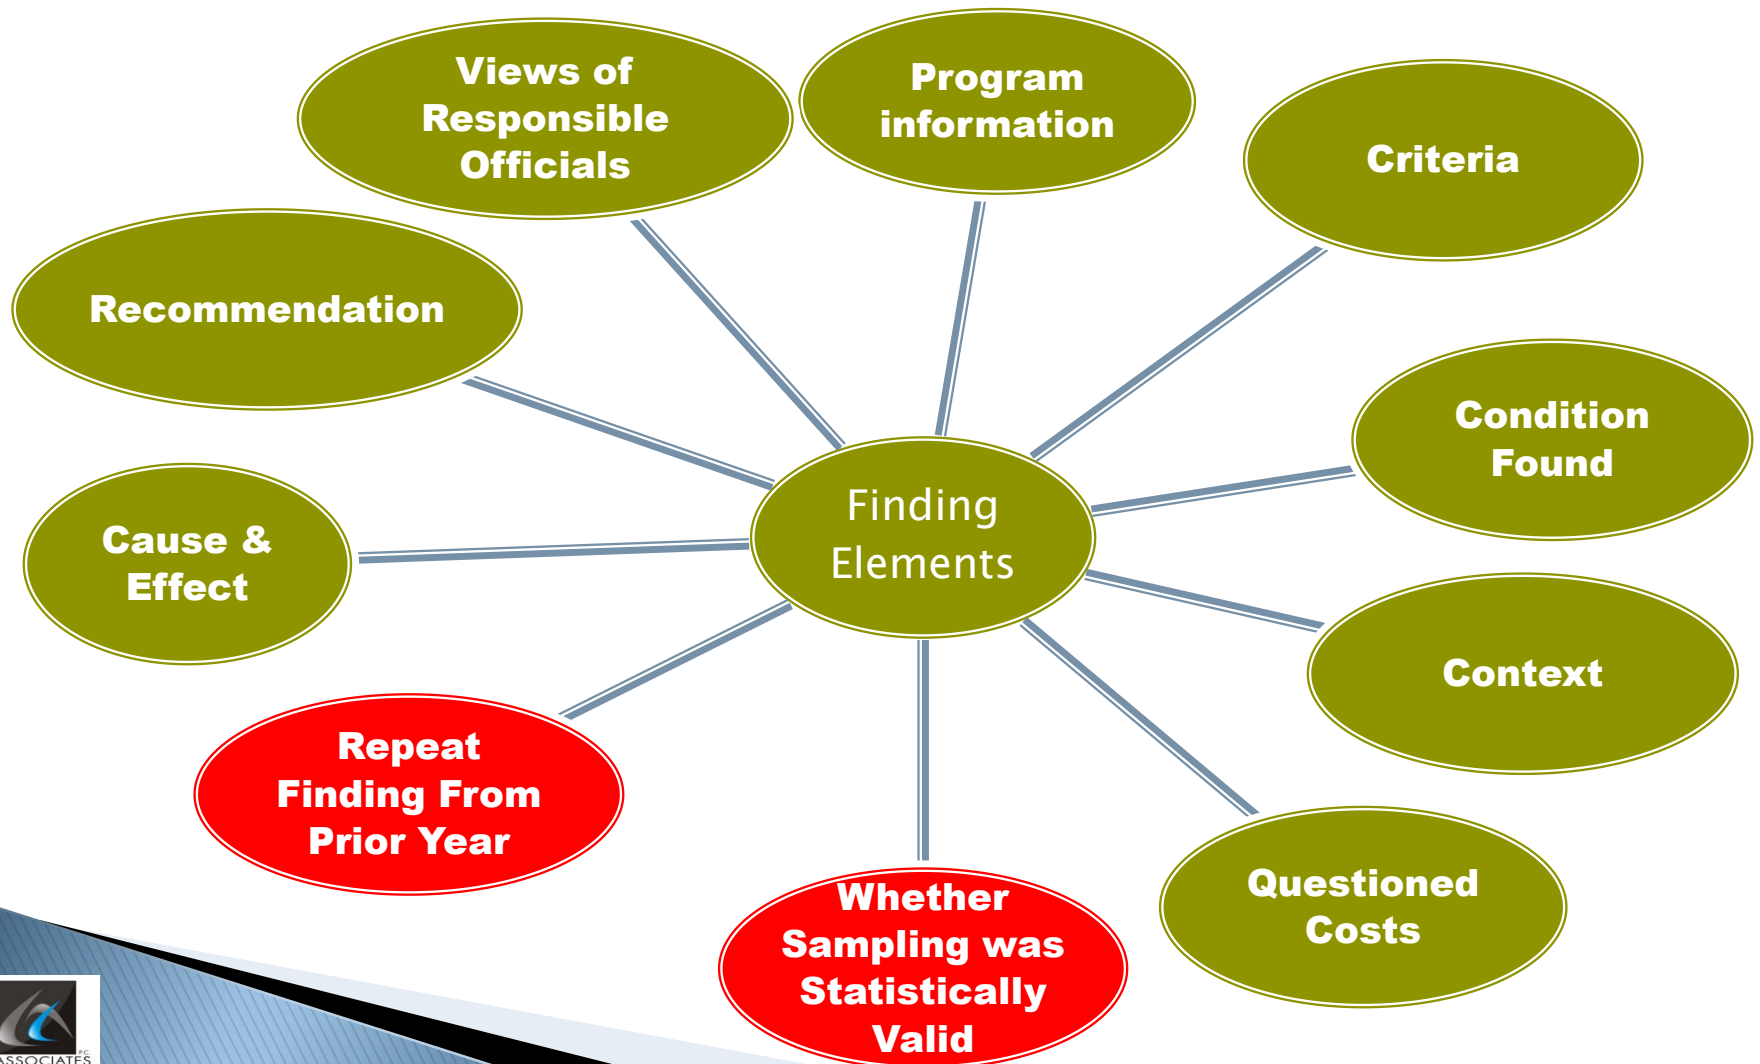 Views of
Responsible
Officials
Program
information
Criteria
Recommendation
Condition
Found
Finding
Elements
Cause &
Effect
Context
Repeat
Finding From
Prior Year
Questioned
Costs
Whether
Sampling was
Statistically
Valid
P.C.
ASSOCIATES